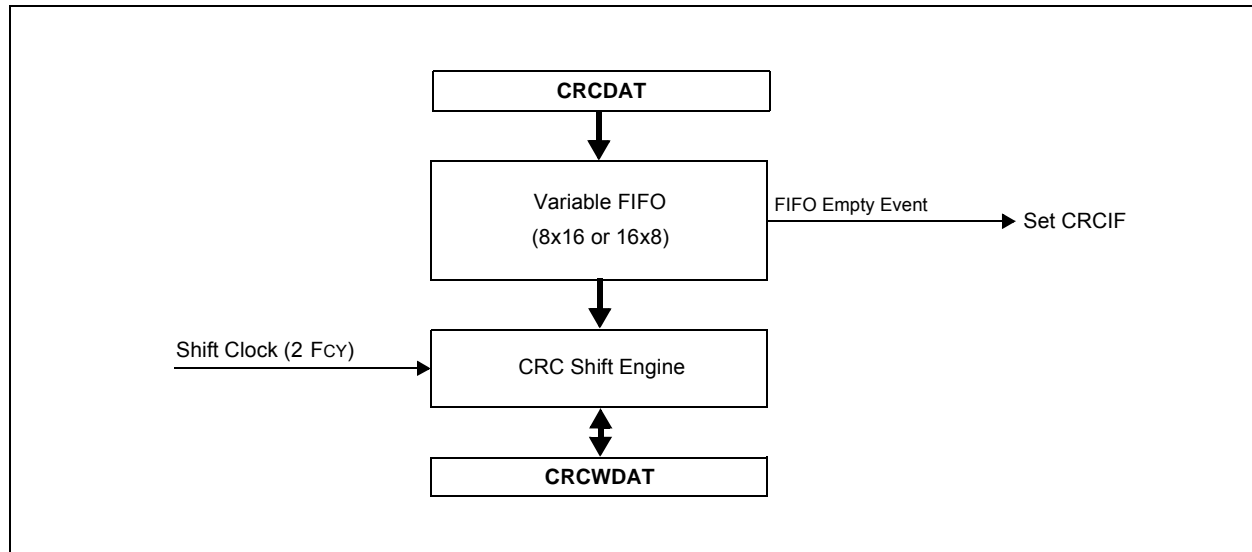 CRCDAT
Variable FIFO
(8x16 or 16x8)
FIFO Empty Event
Set CRCIF
Shift Clock (2 FCY)
CRC Shift Engine
CRCWDAT